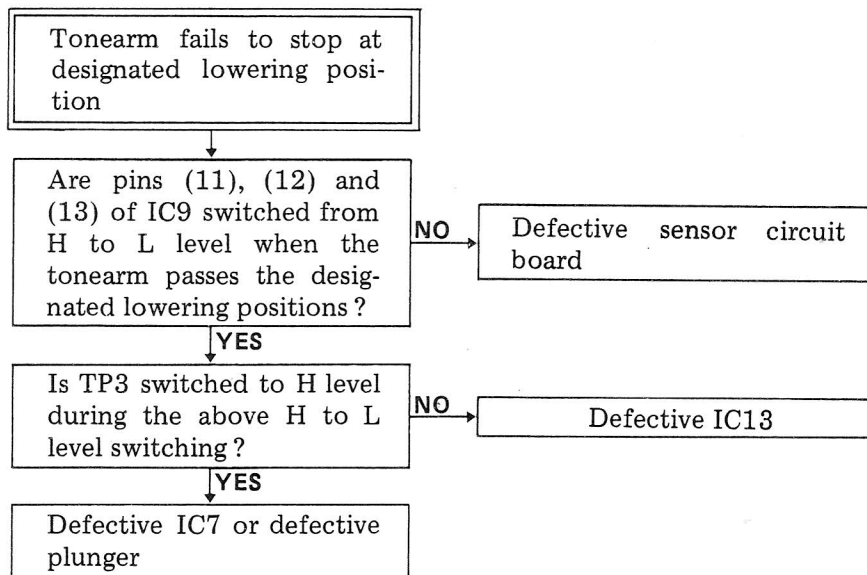 Tonearm fails to stop at
designated lowering posi-
tion
Are pins (11), (12) and
(13) of IC9 switched from
H to L level when the
tonearm passes the desig-
nated lowering positions?
NO
Defective sensor circuit
board
YES
Is TP3 switched to H level
during the above H to L
level switching?
NO
Defective IC13
YES
Defective IC7 or defective
plunger